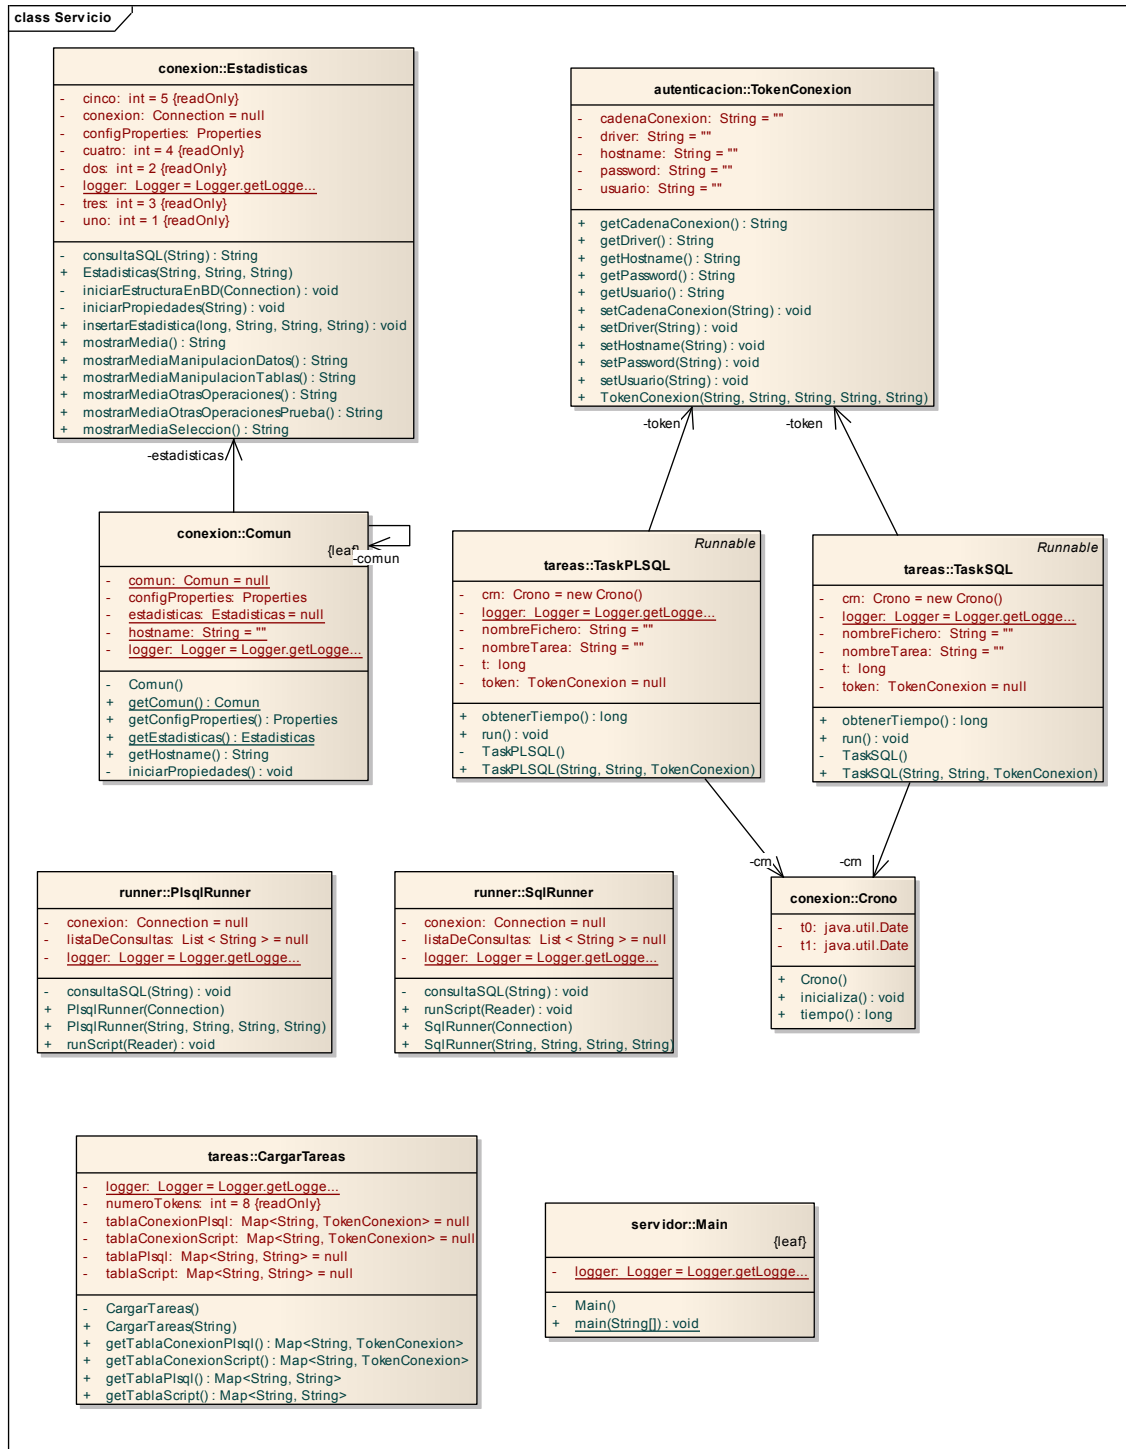 class Servicio
conexion::Estadisticas
- cinco: int = 5 {readOnly}
- conexion: Connection = null
- configProperties: Properties
- cuatro: int = 4 {readOnly}
- dos: int = 2 {readOnly}
- logger: Logger = Logger.getLogge...
- tres: int = 3 {readOnly}
- uno: int = 1 {readOnly}
- consultaSQL(String) : String
+ Estadisticas(String, String, String)
- iniciarEstructuraEnBD(Connection) : void
- iniciarPropiedades(String) : void
+ insertarEstadistica(long, String, String, String) : void
+ mostrarMedia() : String
+ mostrarMediaManipulacionDatos() : String
+ mostrarMediaManipulacionTablas() : String
+ mostrarMediaOtrasOperaciones() : String
+ mostrarMediaOtrasOperacionesPrueba() : String
+ mostrarMediaSeleccion() : String
autenticacion::TokenConexion
- cadenaConexion: String = ""
- driver: String = ""
- hostname: String = ""
- password: String = ""
- usuario: String = ""
+ getCadenaConexion() : String
+ getDriver() : String
+ getHostname() : String
+ getPassword() : String
+ getUsuario() : String
+ setCadenaConexion(String) : void
+ setDriver(String) : void
+ setHostname(String) : void
+ setPassword(String) : void
+ setUsuario(String) : void
+ TokenConexion(String, String, String, String, String)
-estadisticas
-token
-token
conexion::Comun
{leaf}
-comun
- comun: Comun = null
- configProperties: Properties
- estadisticas: Estadisticas = null
- hostname: String = ""
- logger: Logger = Logger.getLogge...
- Comun()
+ getComun() : Comun
+ getConfigProperties() : Properties
+ getEstadisticas() : Estadisticas
+ getHostname() : String
- iniciarPropiedades() : void
Runnable
tareas::TaskPLSQL
- crn: Crono = new Crono()
- logger: Logger = Logger.getLogge...
- nombreFichero: String = ""
- nombreTarea: String = ""
- t: long
- token: TokenConexion = null
+ obtenerTiempo() : long
+ run() : void
- TaskPLSQL()
+ TaskPLSQL(String, String, TokenConexion)
Runnable
tareas::TaskSQL
- crn: Crono = new Crono()
- logger: Logger = Logger.getLogge...
- nombreFichero: String = ""
- nombreTarea: String = ""
- t: long
- token: TokenConexion = null
+ obtenerTiempo() : long
+ run() : void
- TaskSQL()
+ TaskSQL(String, String, TokenConexion)
-crn
-crn
runner::PlsqlRunner
- conexion: Connection = null
- listaDeConsultas: List < String > = null
- logger: Logger = Logger.getLogge...
- consultaSQL(String) : void
+ PlsqlRunner(Connection)
+ PlsqlRunner(String, String, String, String)
+ runScript(Reader) : void
runner::SqlRunner
- conexion: Connection = null
- listaDeConsultas: List < String > = null
- logger: Logger = Logger.getLogge...
- consultaSQL(String) : void
+ runScript(Reader) : void
+ SqlRunner(Connection)
+ SqlRunner(String, String, String, String)
conexion::Crono
- t0: java.util.Date
- t1: java.util.Date
+ Crono()
+ inicializa() : void
+ tiempo() : long
tareas::CargarTareas
- logger: Logger = Logger.getLogge...
- numeroTokens: int = 8 {readOnly}
- tablaConexionPlsql: Map<String, TokenConexion> = null
- tablaConexionScript: Map<String, TokenConexion> = null
- tablaPlsql: Map<String, String> = null
- tablaScript: Map<String, String> = null
- CargarTareas()
+ CargarTareas(String)
+ getTablaConexionPlsql() : Map<String, TokenConexion>
+ getTablaConexionScript() : Map<String, TokenConexion>
+ getTablaPlsql() : Map<String, String>
+ getTablaScript() : Map<String, String>
servidor::Main
{leaf}
- logger: Logger = Logger.getLogge...
- Main()
+ main(String[]) : void